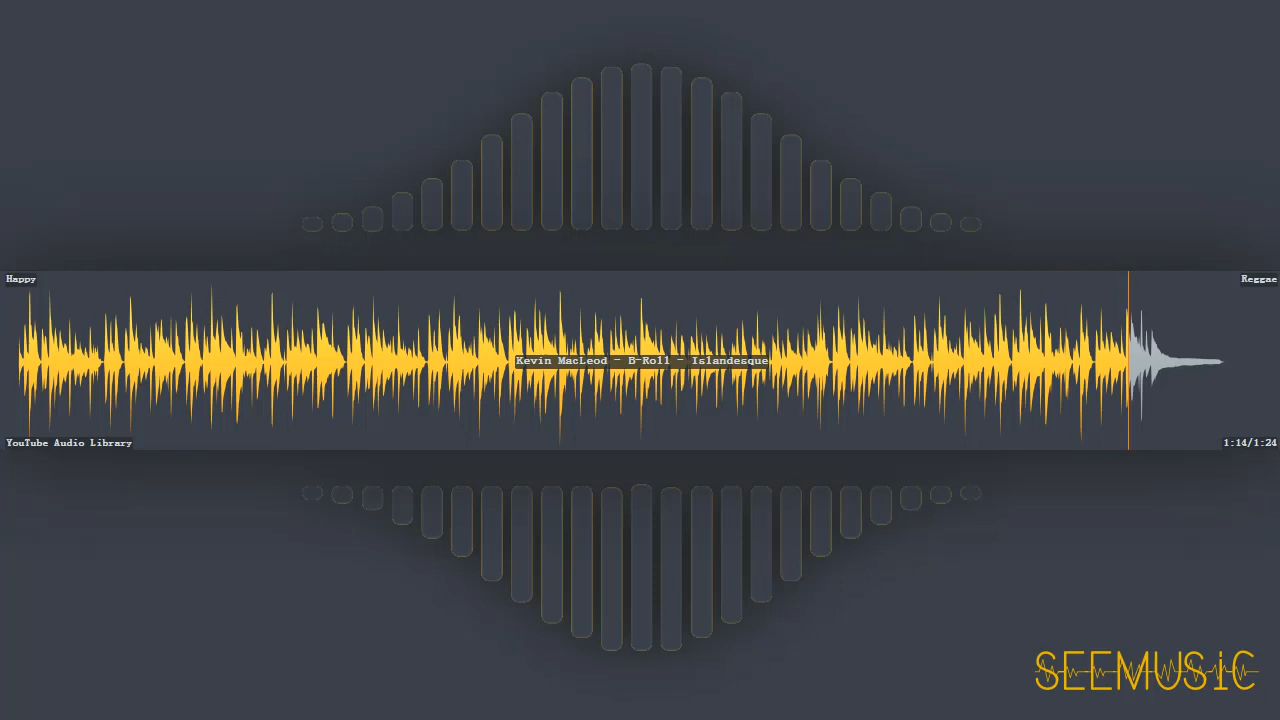 Happy
Reggae
Kevin MacLeod - B-Roll - Islandesque
YouTube Audio Library
1:14/1:24
SEEMUSiC